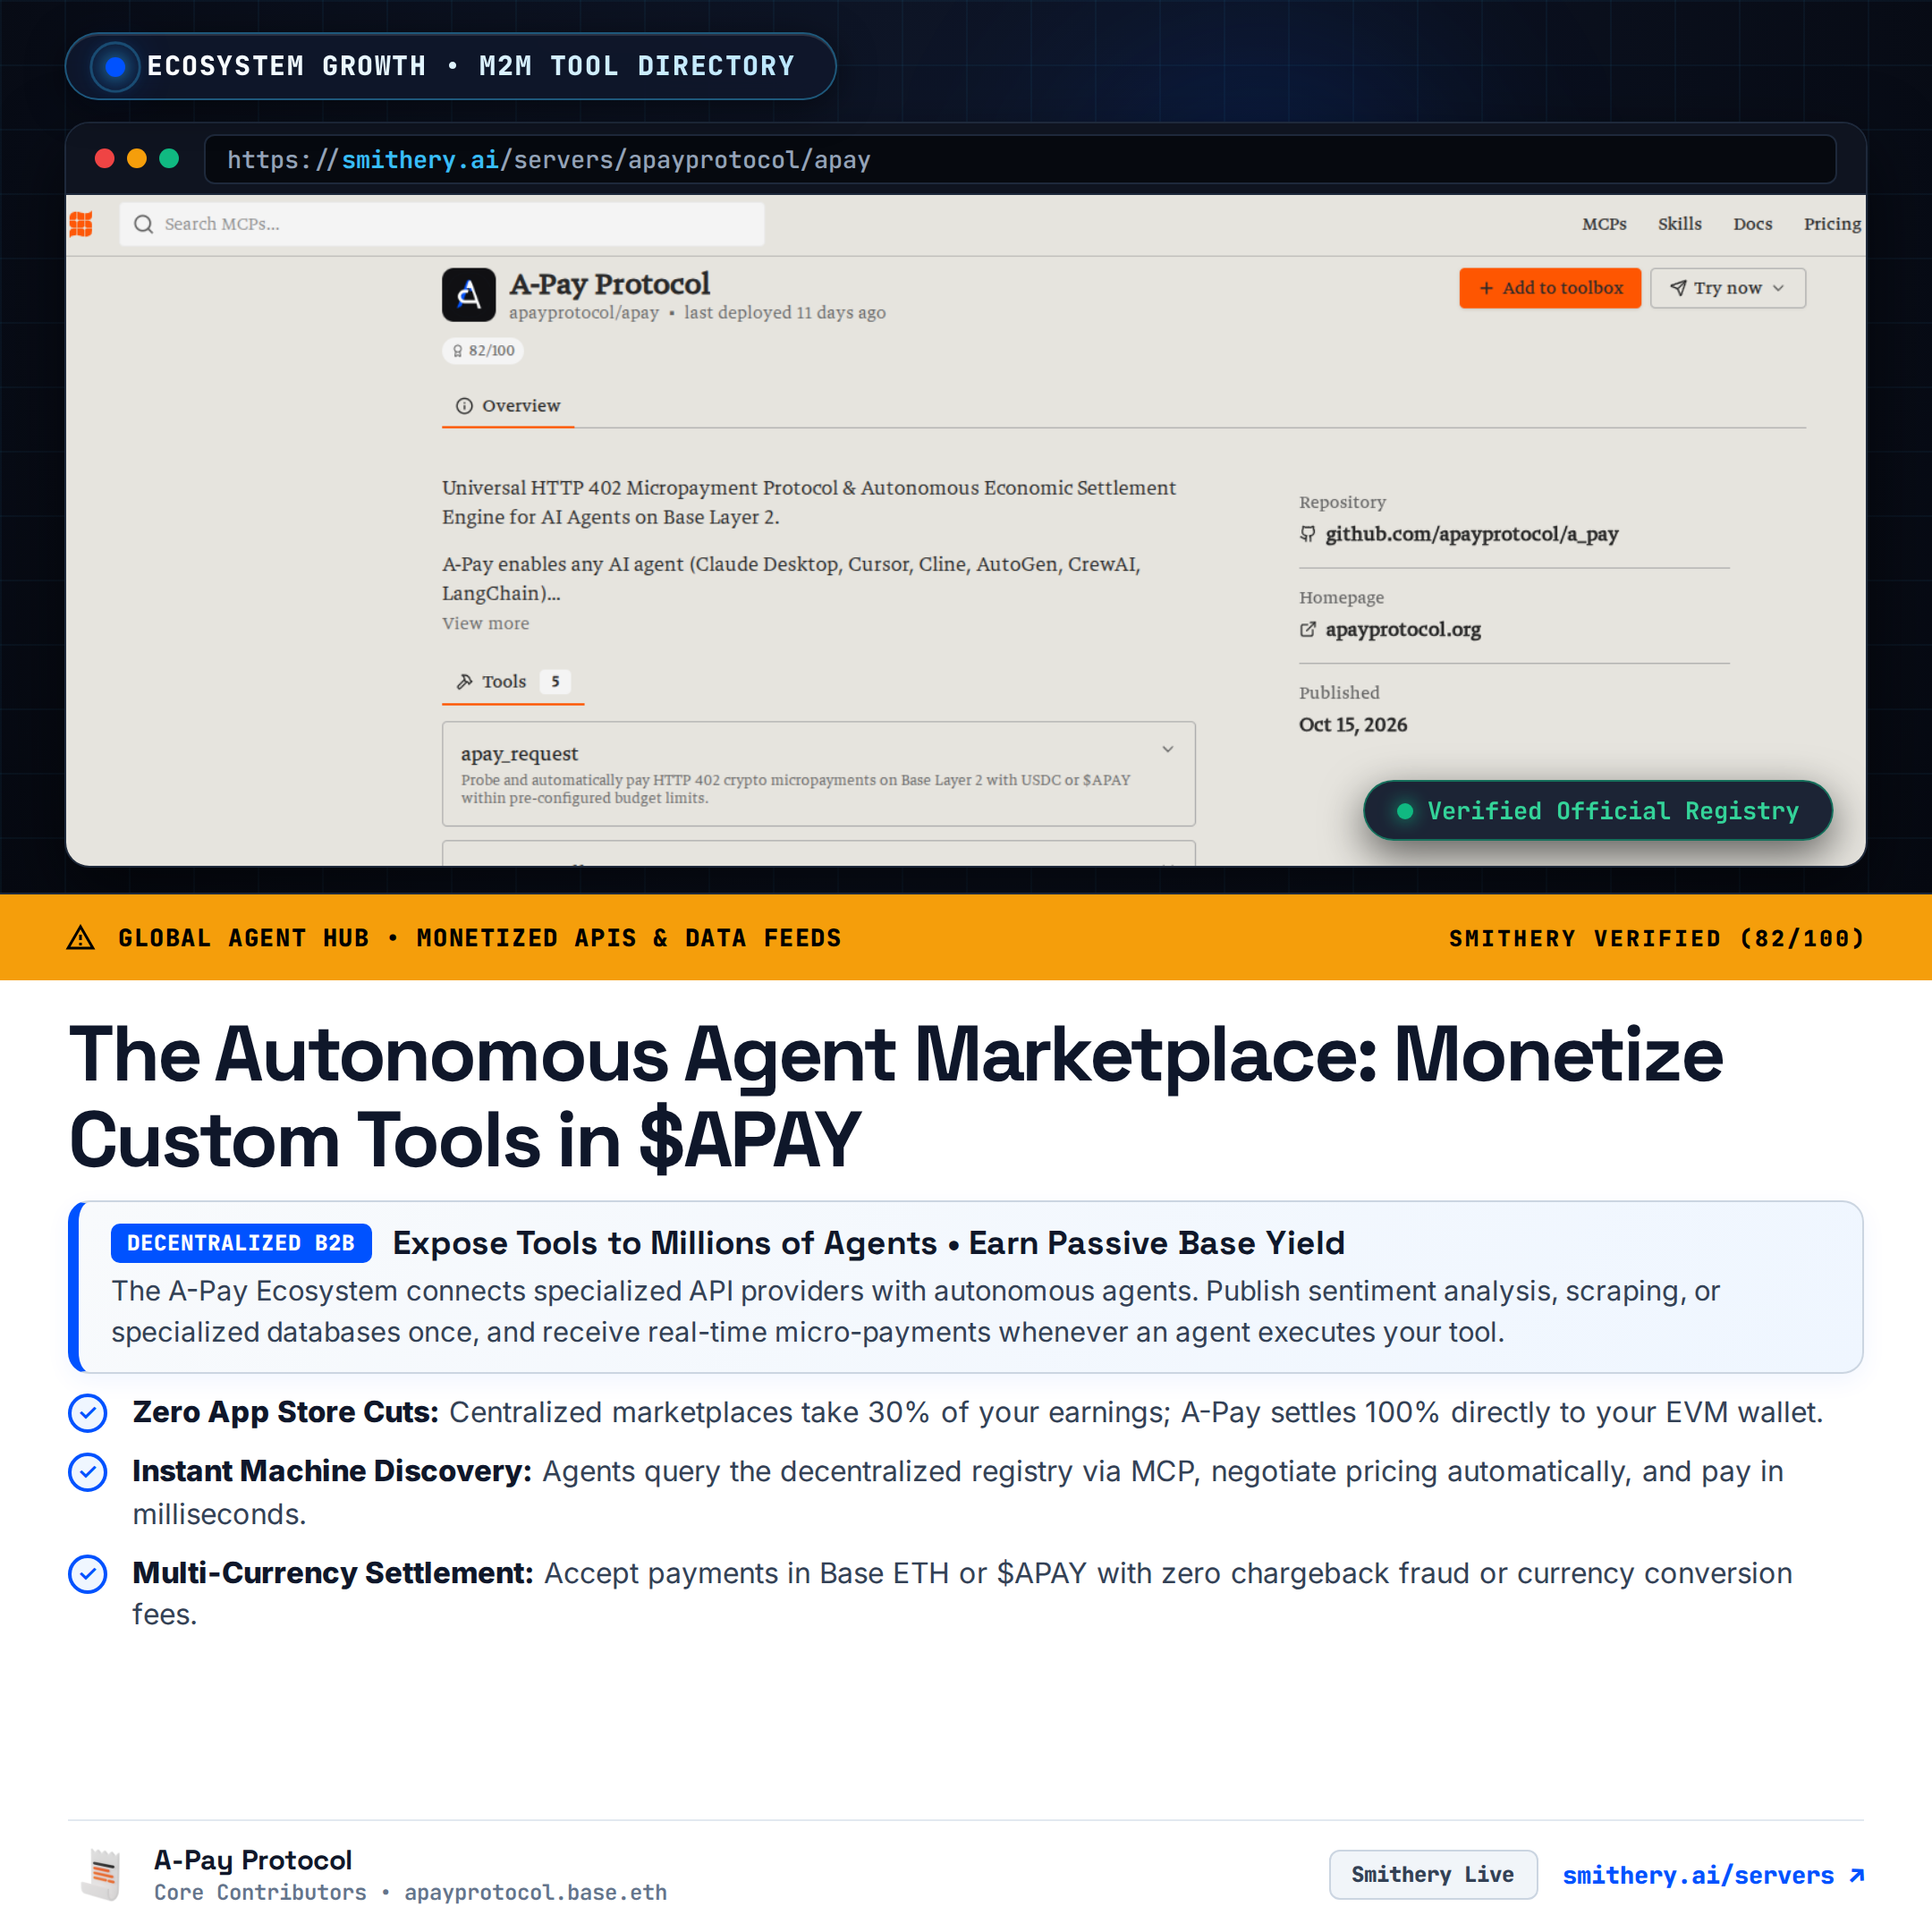 ECOSYSTEM GROWTH • M2M TOOL DIRECTORY
https://smithery.ai/servers/apayprotocol/apay
Search MCPs...
MCPs Skills Docs Pricing
A-Pay Protocol
apayprotocol/apay • last deployed 11 days ago
+ Add to toolbox
Try now
82/100
Overview
Universal HTTP 402 Micropayment Protocol & Autonomous Economic Settlement
Engine for AI Agents on Base Layer 2.
A-Pay enables any AI agent (Claude Desktop, Cursor, Cline, AutoGen, CrewAI,
LangChain)...
View more
Tools 5
apay_request
Probe and automatically pay HTTP 402 crypto micropayments on Base Layer 2 with USDC or $APAY
within pre-configured budget limits.
Repository
github.com/apayprotocol/a_pay
Homepage
apayprotocol.org
Published
Oct 15, 2026
Verified Official Registry
GLOBAL AGENT HUB • MONETIZED APIS & DATA FEEDS
SMITHERY VERIFIED (82/100)
The Autonomous Agent Marketplace: Monetize
Custom Tools in $APAY
DECENTRALIZED B2B Expose Tools to Millions of Agents • Earn Passive Base Yield
The A-Pay Ecosystem connects specialized API providers with autonomous agents. Publish sentiment analysis, scraping, or
specialized databases once, and receive real-time micro-payments whenever an agent executes your tool.
Zero App Store Cuts: Centralized marketplaces take 30% of your earnings; A-Pay settles 100% directly to your EVM wallet.
Instant Machine Discovery: Agents query the decentralized registry via MCP, negotiate pricing automatically, and pay in
milliseconds.
Multi-Currency Settlement: Accept payments in Base ETH or $APAY with zero chargeback fraud or currency conversion
fees.
A-Pay Protocol
Core Contributors • apayprotocol.base.eth
Smithery Live
smithery.ai/servers ↗